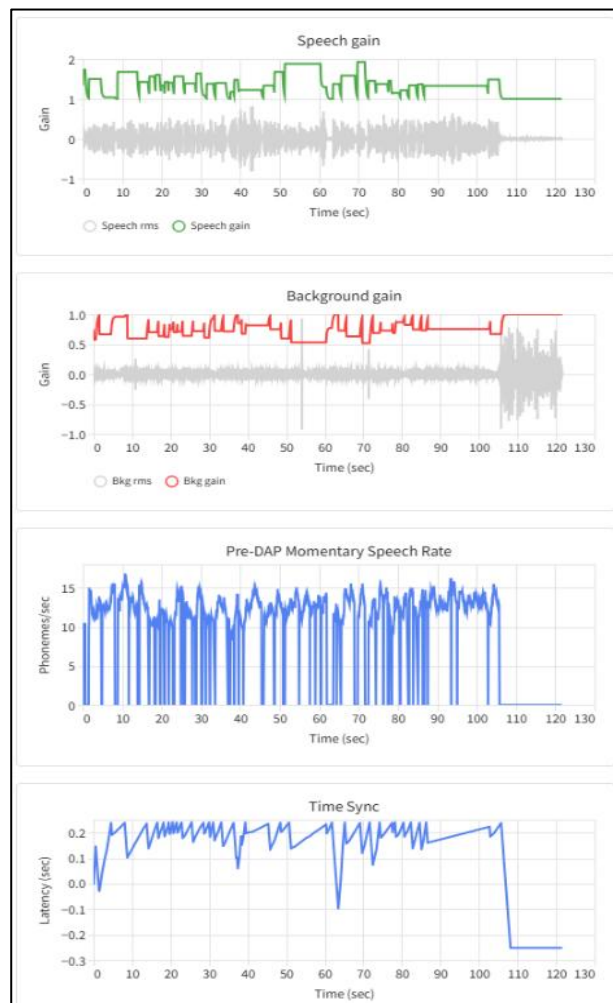 Speech gain
2
1
0
-1
Gain
0 10 20 30 40 50 60 70 80 90 100 110 120 130
Time (sec)
Speech rms Speech gain
Background gain
1.0
0.5
0.0
-0.5
-1.0
Gain
0 10 20 30 40 50 60 70 80 90 100 110 120 130
Time (sec)
Bkg rms Bkg gain
Pre-DAP Momentary Speech Rate
15
10
5
0
Phonemes/sec
0 10 20 30 40 50 60 70 80 90 100 110 120 130
Time (sec)
Time Sync
0.2
0.1
0.0
−0.1
−0.2
−0.3
Latency (sec)
0 10 20 30 40 50 60 70 80 90 100 110 120 130
Time (sec)